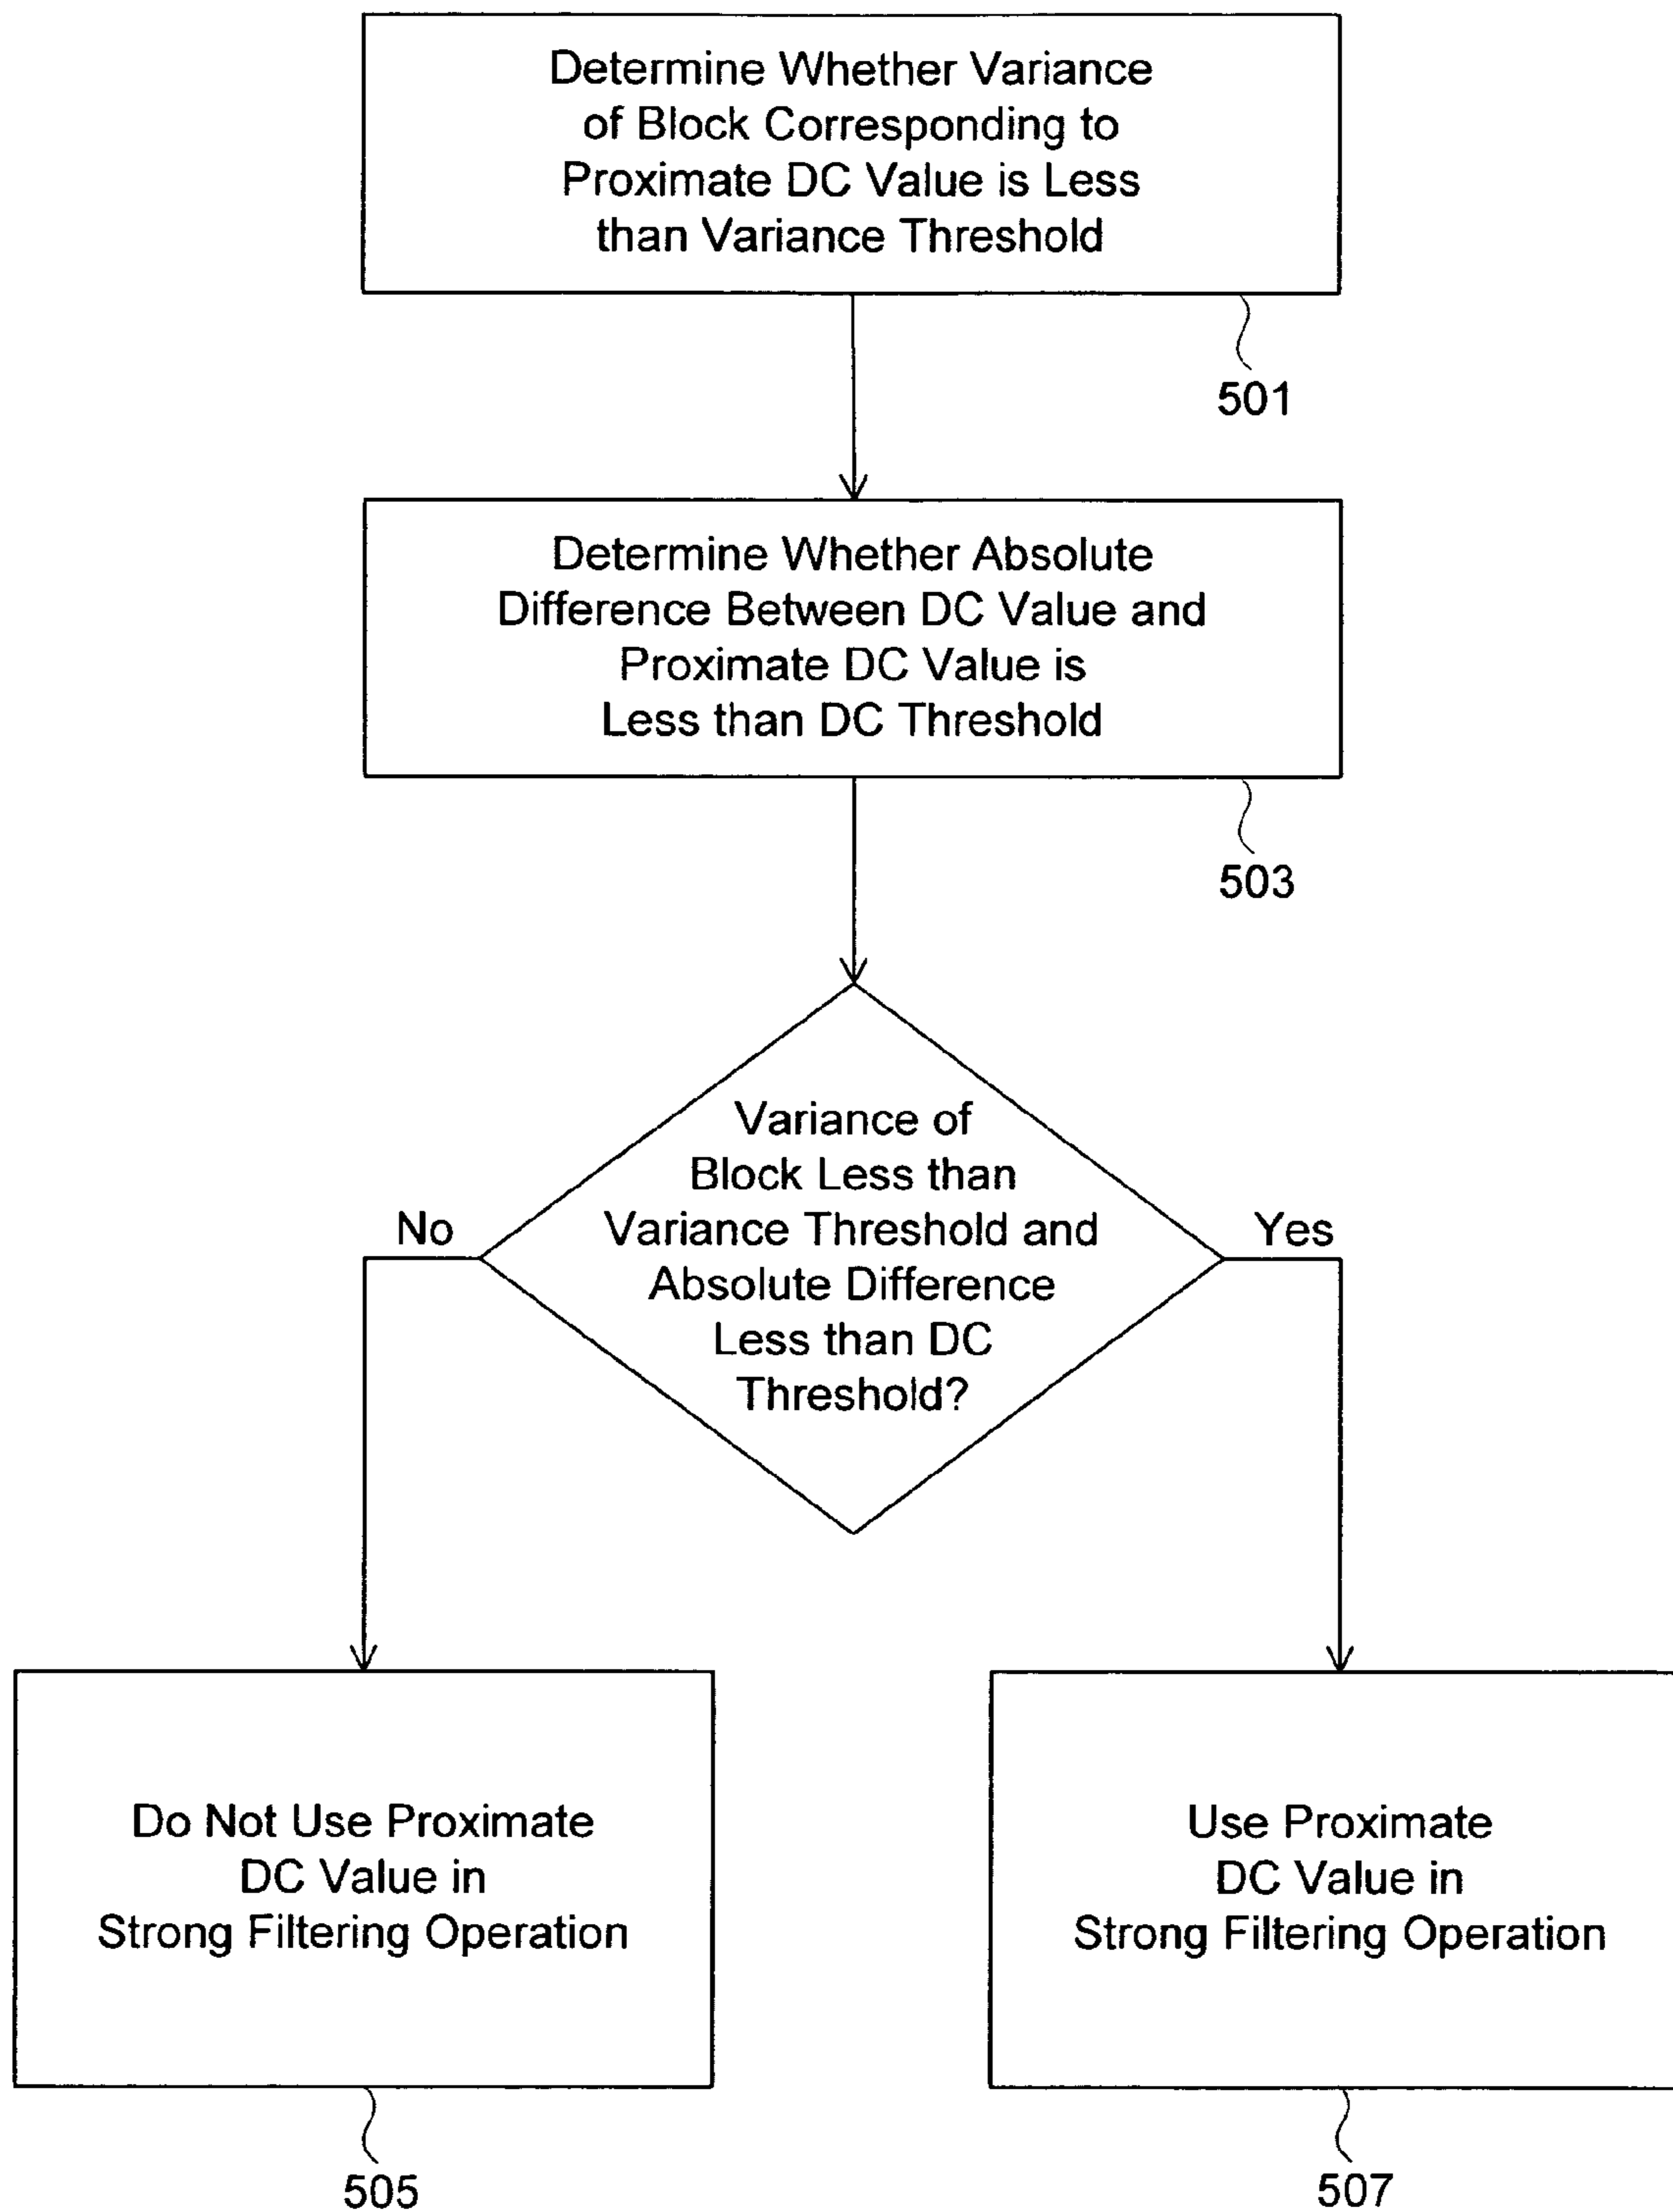 Determine Whether Variance
of Block Corresponding to
Proximate DC Value is Less
than Variance Threshold
501
Determine Whether Absolute
Difference Between DC Value and
Proximate DC Value is
Less than DC Threshold
503
Variance of
Block Less than
Variance Threshold and
Absolute Difference
Less than DC
Threshold?
No
Yes
Do Not Use Proximate
DC Value in
Strong Filtering Operation
505
Use Proximate
DC Value in
Strong Filtering Operation
507